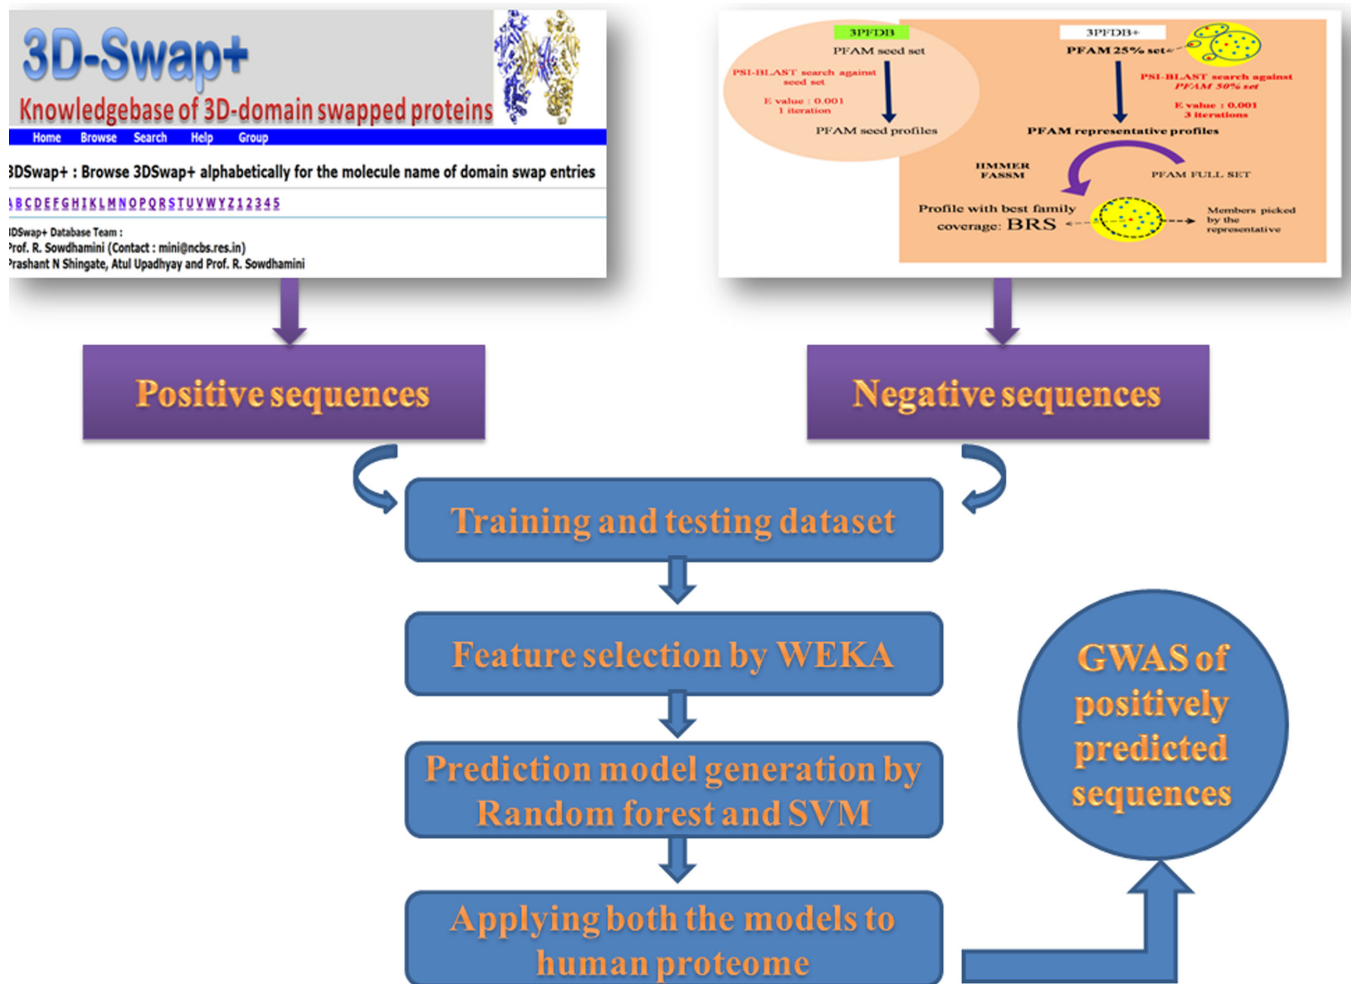 3D-Swap+
Knowledgebase of 3D-domain swapped proteins
Home Browse Search Help Group
3DSwap+ : Browse 3DSwap+ alphabetically for the molecule name of domain swap entries
A B C D E F G H I K L M N O P Q R S T U V W Y Z 1 2 3 4 5
3DSwap+ Database Team :
Prof. R. Sowdhamini (Contact : mini@ncbs.res.in)
Prashant N Shingate, Atul Upadhyay and Prof. R. Sowdhamini
3PFDB
PFAM seed set
PSI-BLAST search against
seed set
E value : 0.001
1 iteration
PFAM seed profiles
3PFDB+
PFAM 25% set
PSI-BLAST search against
PFAM 50% set
E value : 0.001
3 iterations
PFAM representative profiles
HMMER
FASSM
PFAM FULL SET
Profile with best family
coverage: BRS
Members picked
by the
representative
Positive sequences
Negative sequences
Training and testing dataset
Feature selection by WEKA
Prediction model generation by
Random forest and SVM
Applying both the models to
human proteome
GWAS of
positively
predicted
sequences